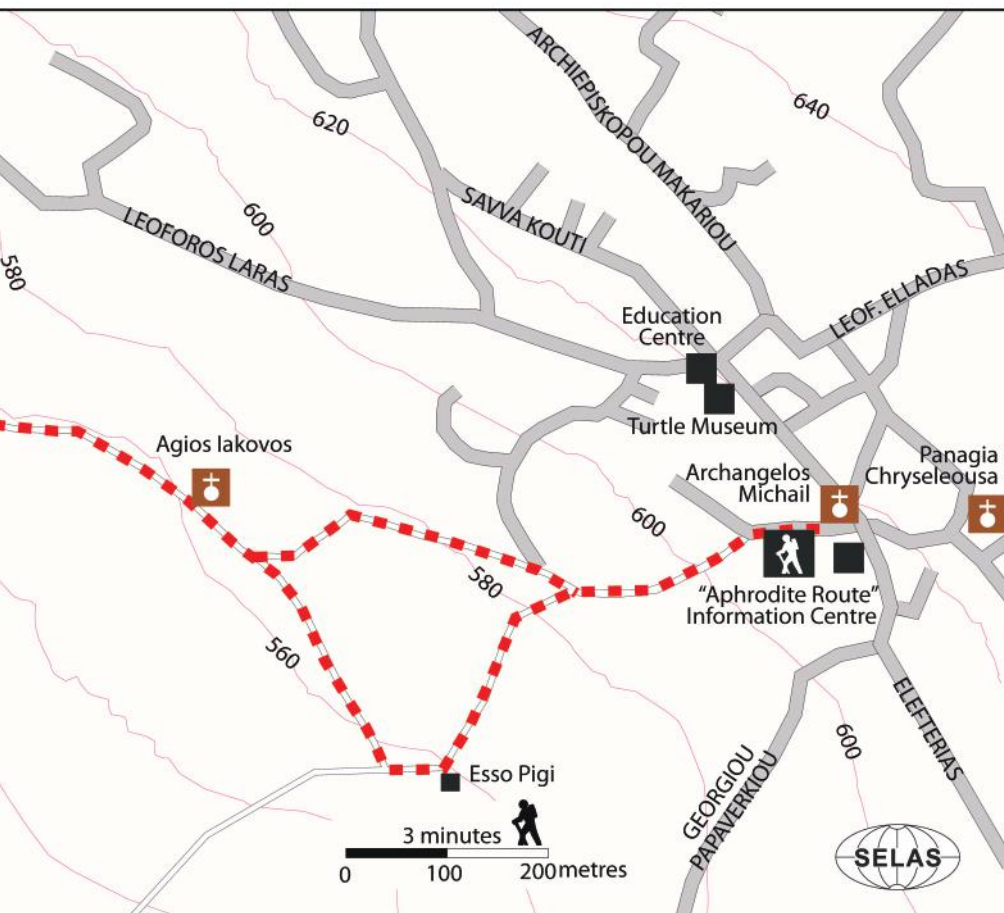 ARCHIEPISKOPOU MAKARIOU
640
620
600
SAVVA KOUTI
LEOFOROS LARAS
580
LEOF. ELLADAS
Education
Centre
Turtle Museum
Agios Iakovos
Archangelos
Michail
Panagia
Chryseleousa
600
580
"Aphrodite Route"
Information Centre
560
600
ELEFTERIAS
GEORGIOU
PAPAVERKIOU
Esso Pigi
3 minutes
0 100 200 metres
SELAS